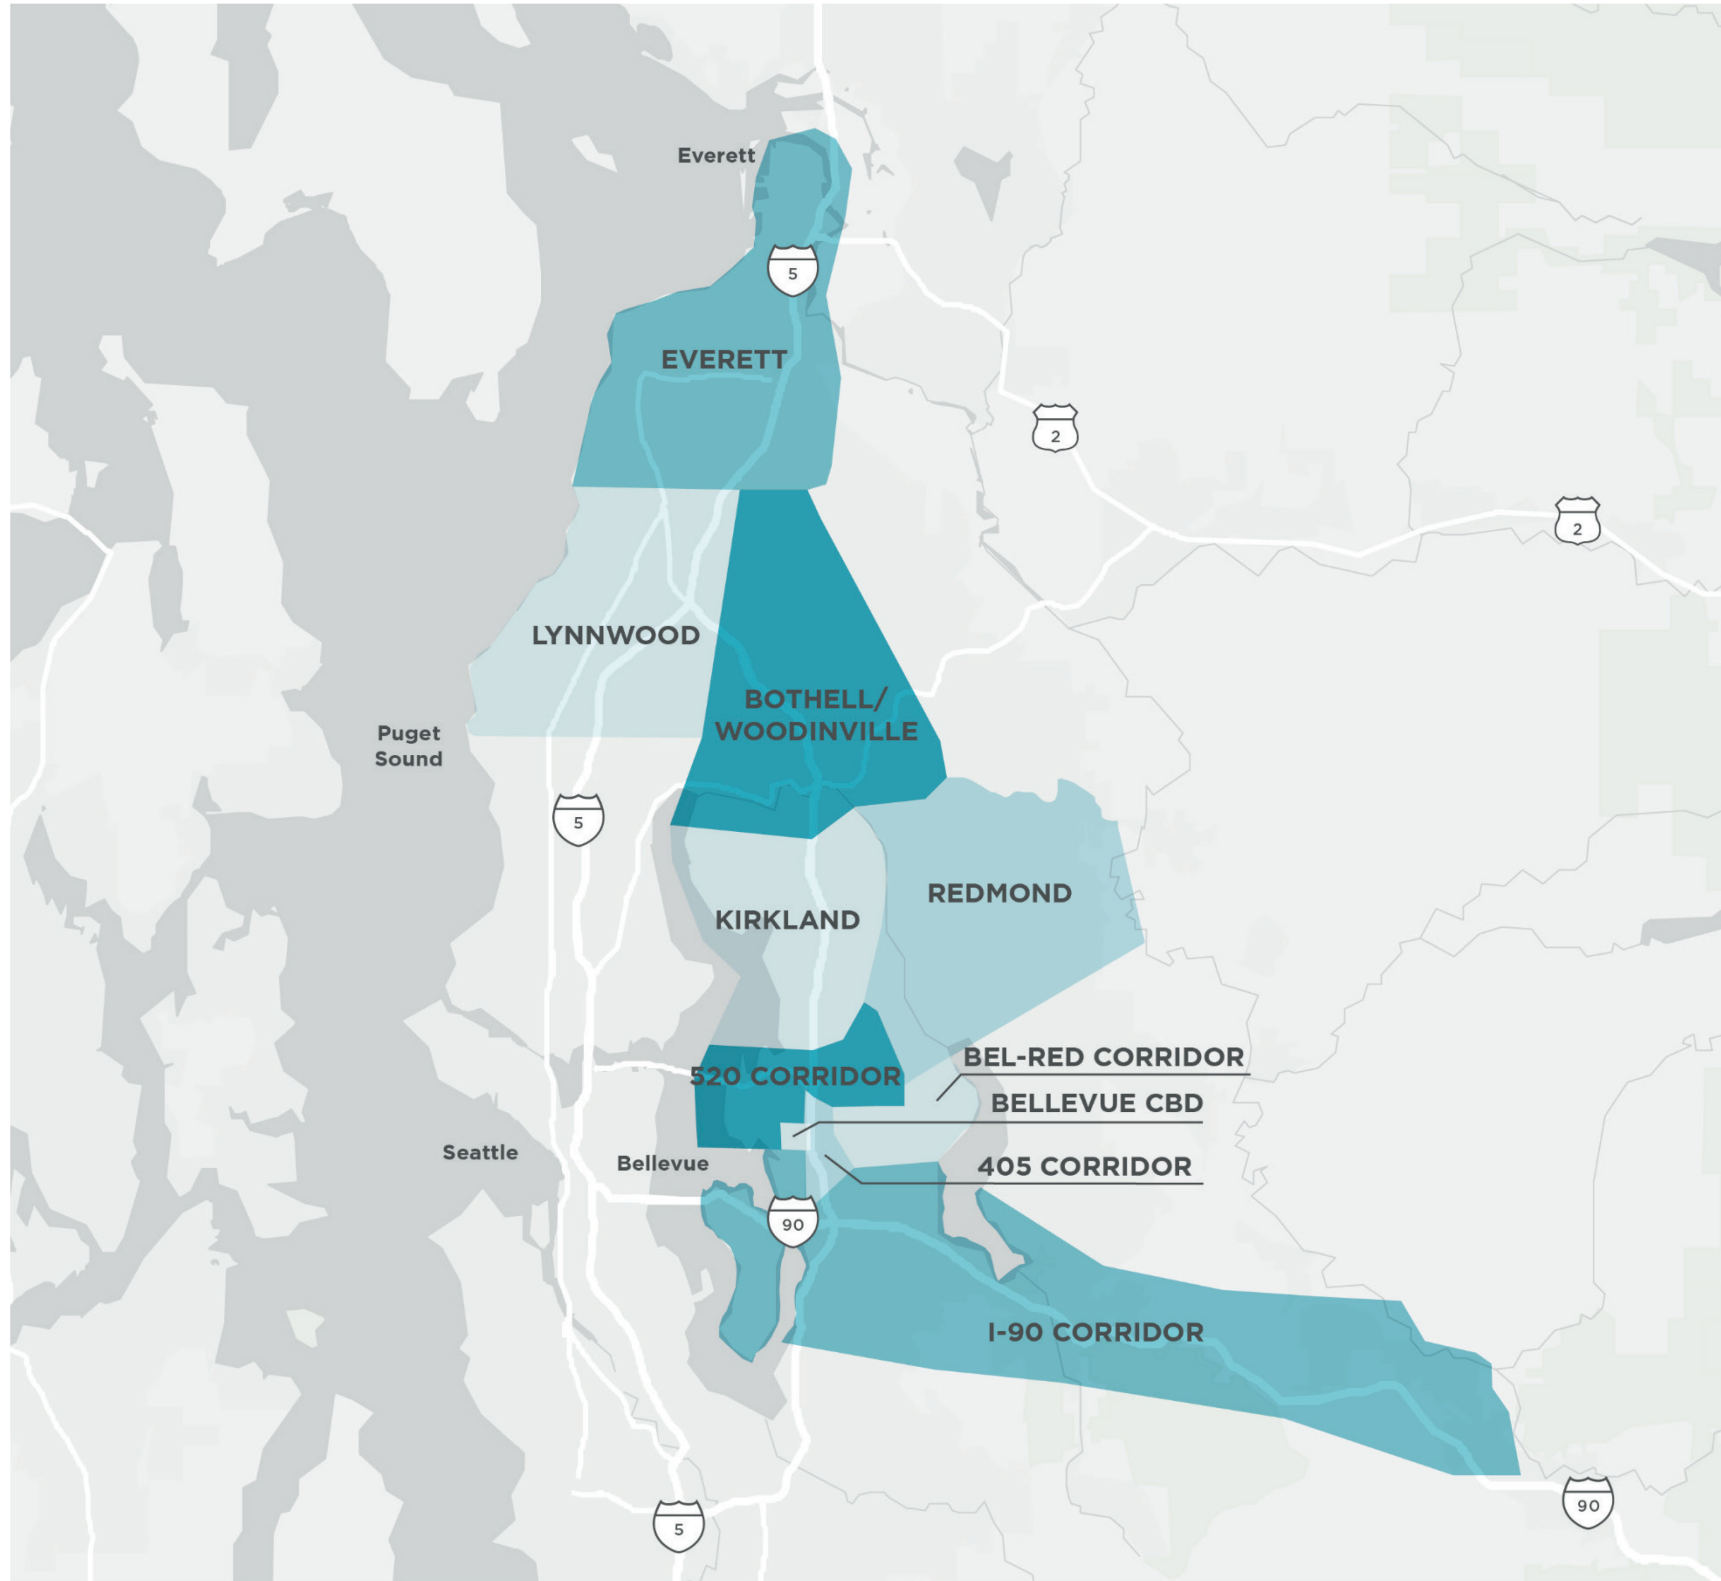 Everett
5
EVERETT
2
2
LYNNWOOD
BOTHELL/
WOODINVILLE
Puget
Sound
5
REDMOND
KIRKLAND
BEL-RED CORRIDOR
520 CORRIDOR
BELLEVUE CBD
Seattle
Bellevue
405 CORRIDOR
90
I-90 CORRIDOR
90
5